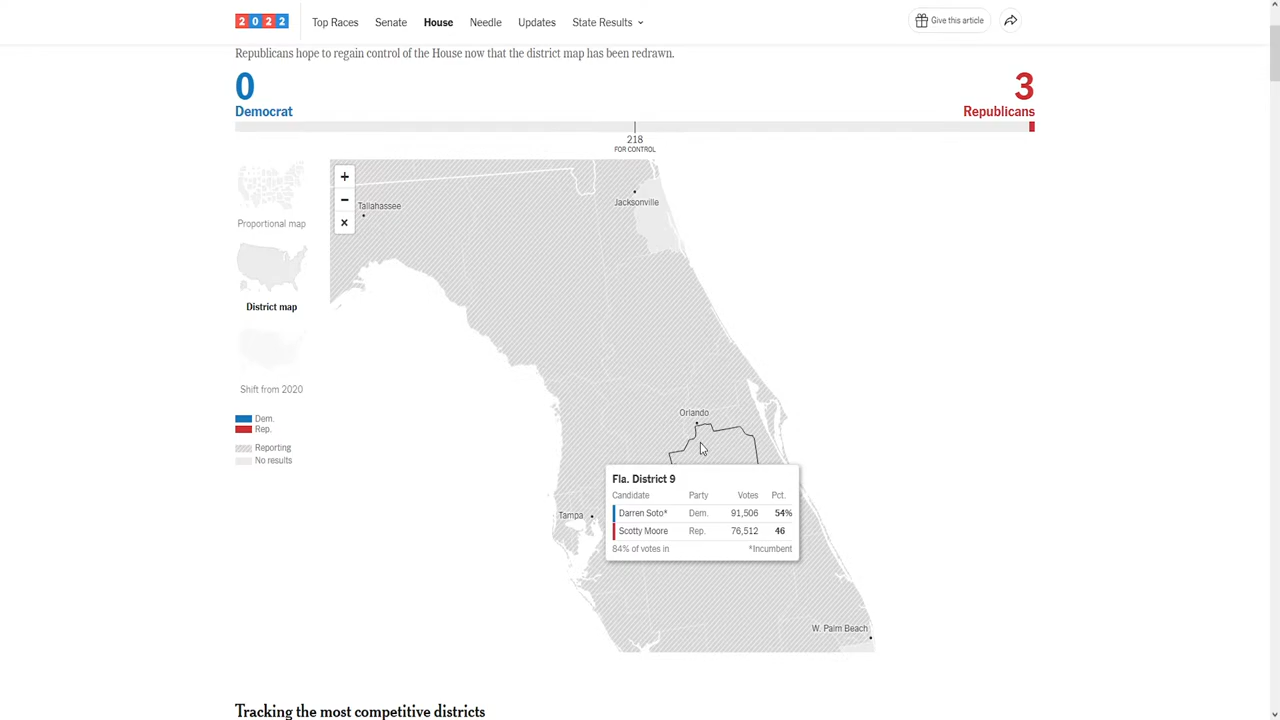 2022
Top Races Senate House Needle Updates State Results
Give this article
Republicans hope to regain control of the House now that the district map has been redrawn.
0 3
Democrat Republicans
218
FOR CONTROL
+
−
×
Proportional map
District map
Shift from 2020
Dem.
Rep.
Reporting
No results
Tallahassee
Jacksonville
Orlando
Tampa
W. Palm Beach
Fla. District 9
Candidate Party Votes Pct.
Darren Soto* Dem. 91,506 54%
Scotty Moore Rep. 76,512 46
84% of votes in *Incumbent
Tracking the most competitive districts